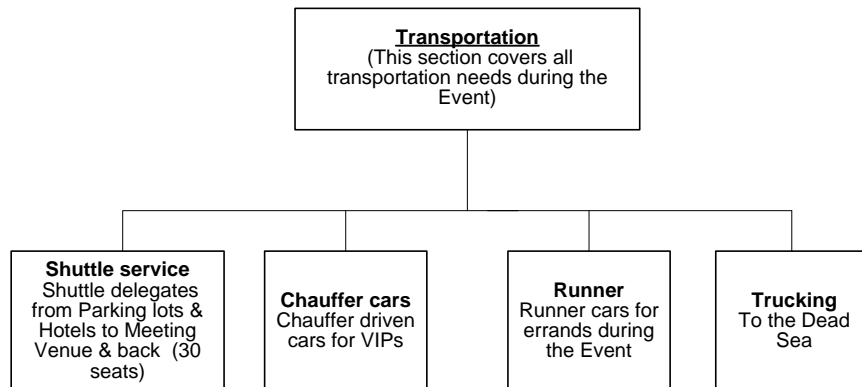 Transportation
(This section covers all
transportation needs during the
Event)
Shuttle service
Shuttle delegates
from Parking lots &
Hotels to Meeting
Venue & back (30
seats)
Chauffer cars
Chauffer driven
cars for VIPs
Runner
Runner cars for
errands during
the Event
Trucking
To the Dead
Sea